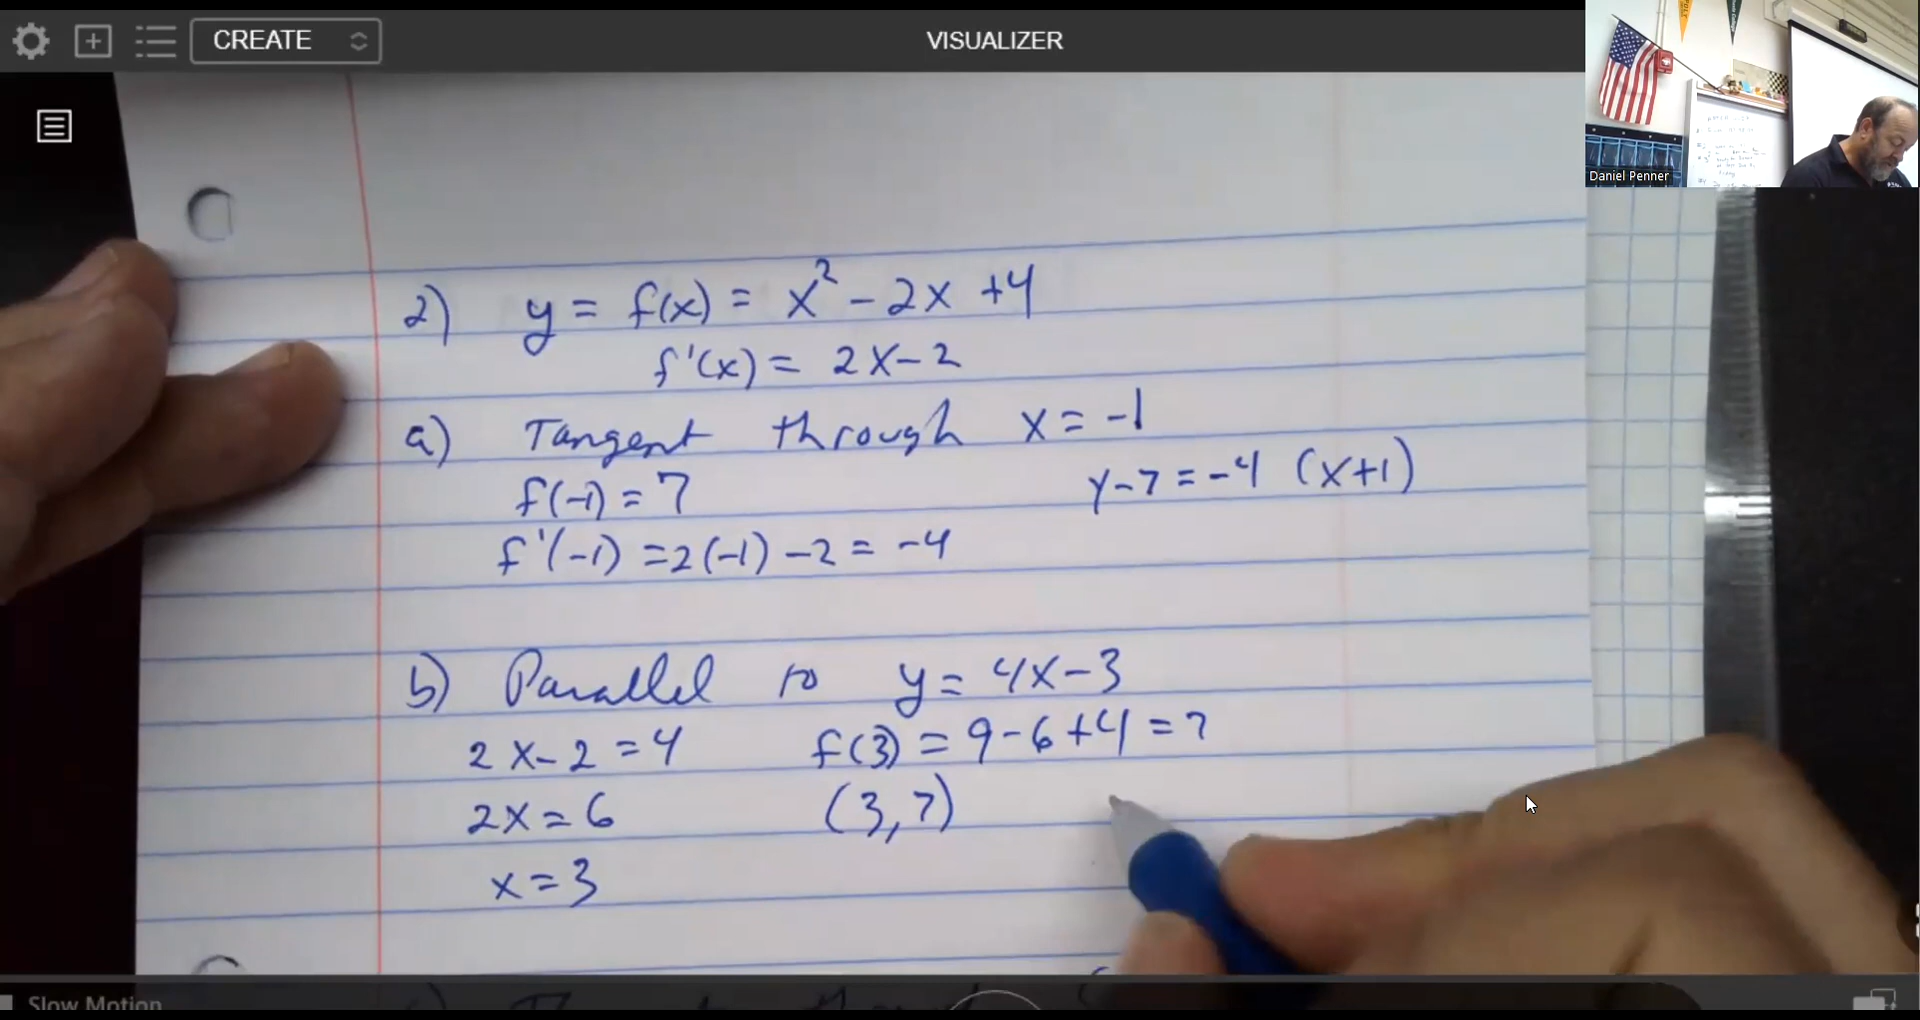 CREATE
VISUALIZER
Daniel Penner
2) y = f(x) = x² - 2x + 4
f'(x) = 2x - 2
a) Tangent through x = -1
f(-1) = 7
y - 7 = -4 (x+1)
f'(-1) = 2(-1) - 2 = -4
b) Parallel to y = 4x - 3
2x - 2 = 4
f(3) = 9 - 6 + 4 = 7
2x = 6
(3, 7)
x = 3
Slow Motion